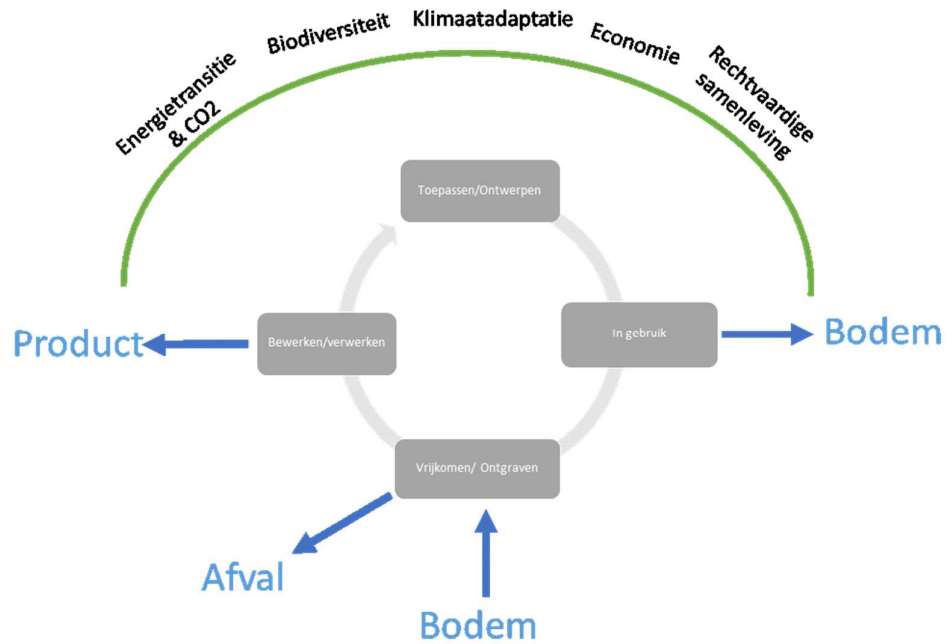 Energietransitie
& CO2
Biodiversiteit
Klimaatadaptatie
Economie
Rechtvaardige
samenleving
Toepassen/Ontwerpen
Product
Bewerken/verwerken
In gebruik
Bodem
Vrijkomen/ Ontgraven
Afval
Bodem